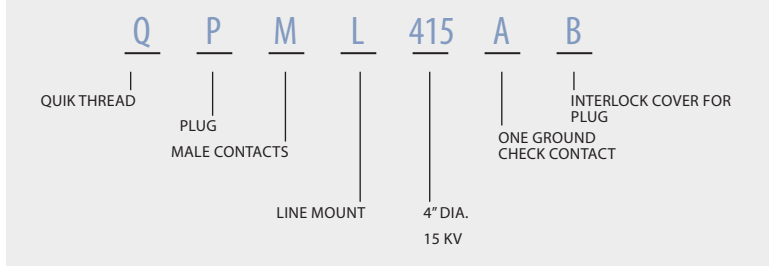 Q P M L 415 A B
QUIK THREAD
PLUG
MALE CONTACTS
LINE MOUNT
4" DIA.
15 KV
ONE GROUND
CHECK CONTACT
INTERLOCK COVER FOR
PLUG